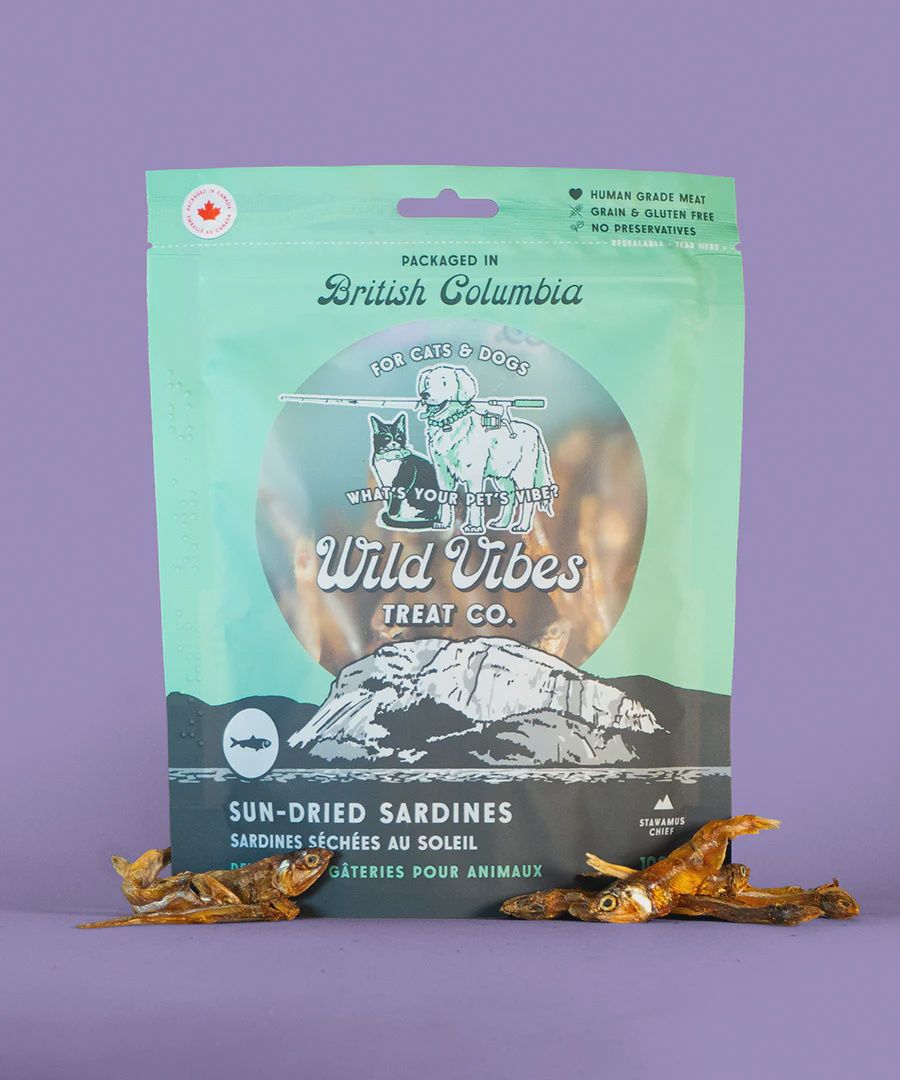 PACKAGED IN CANADA
EMBALLÉ AU CANADA
HUMAN GRADE MEAT
GRAIN & GLUTEN FREE
NO PRESERVATIVES
RESEALABLE - TEAR HERE
PACKAGED IN
British Columbia
FOR CATS & DOGS
WHAT'S YOUR PET'S VIBE?
Wild Vibes
TREAT CO.
SUN-DRIED SARDINES
SARDINES SÉCHÉES AU SOLEIL
GÂTERIES POUR ANIMAUX
STAWAMUS
CHIEF